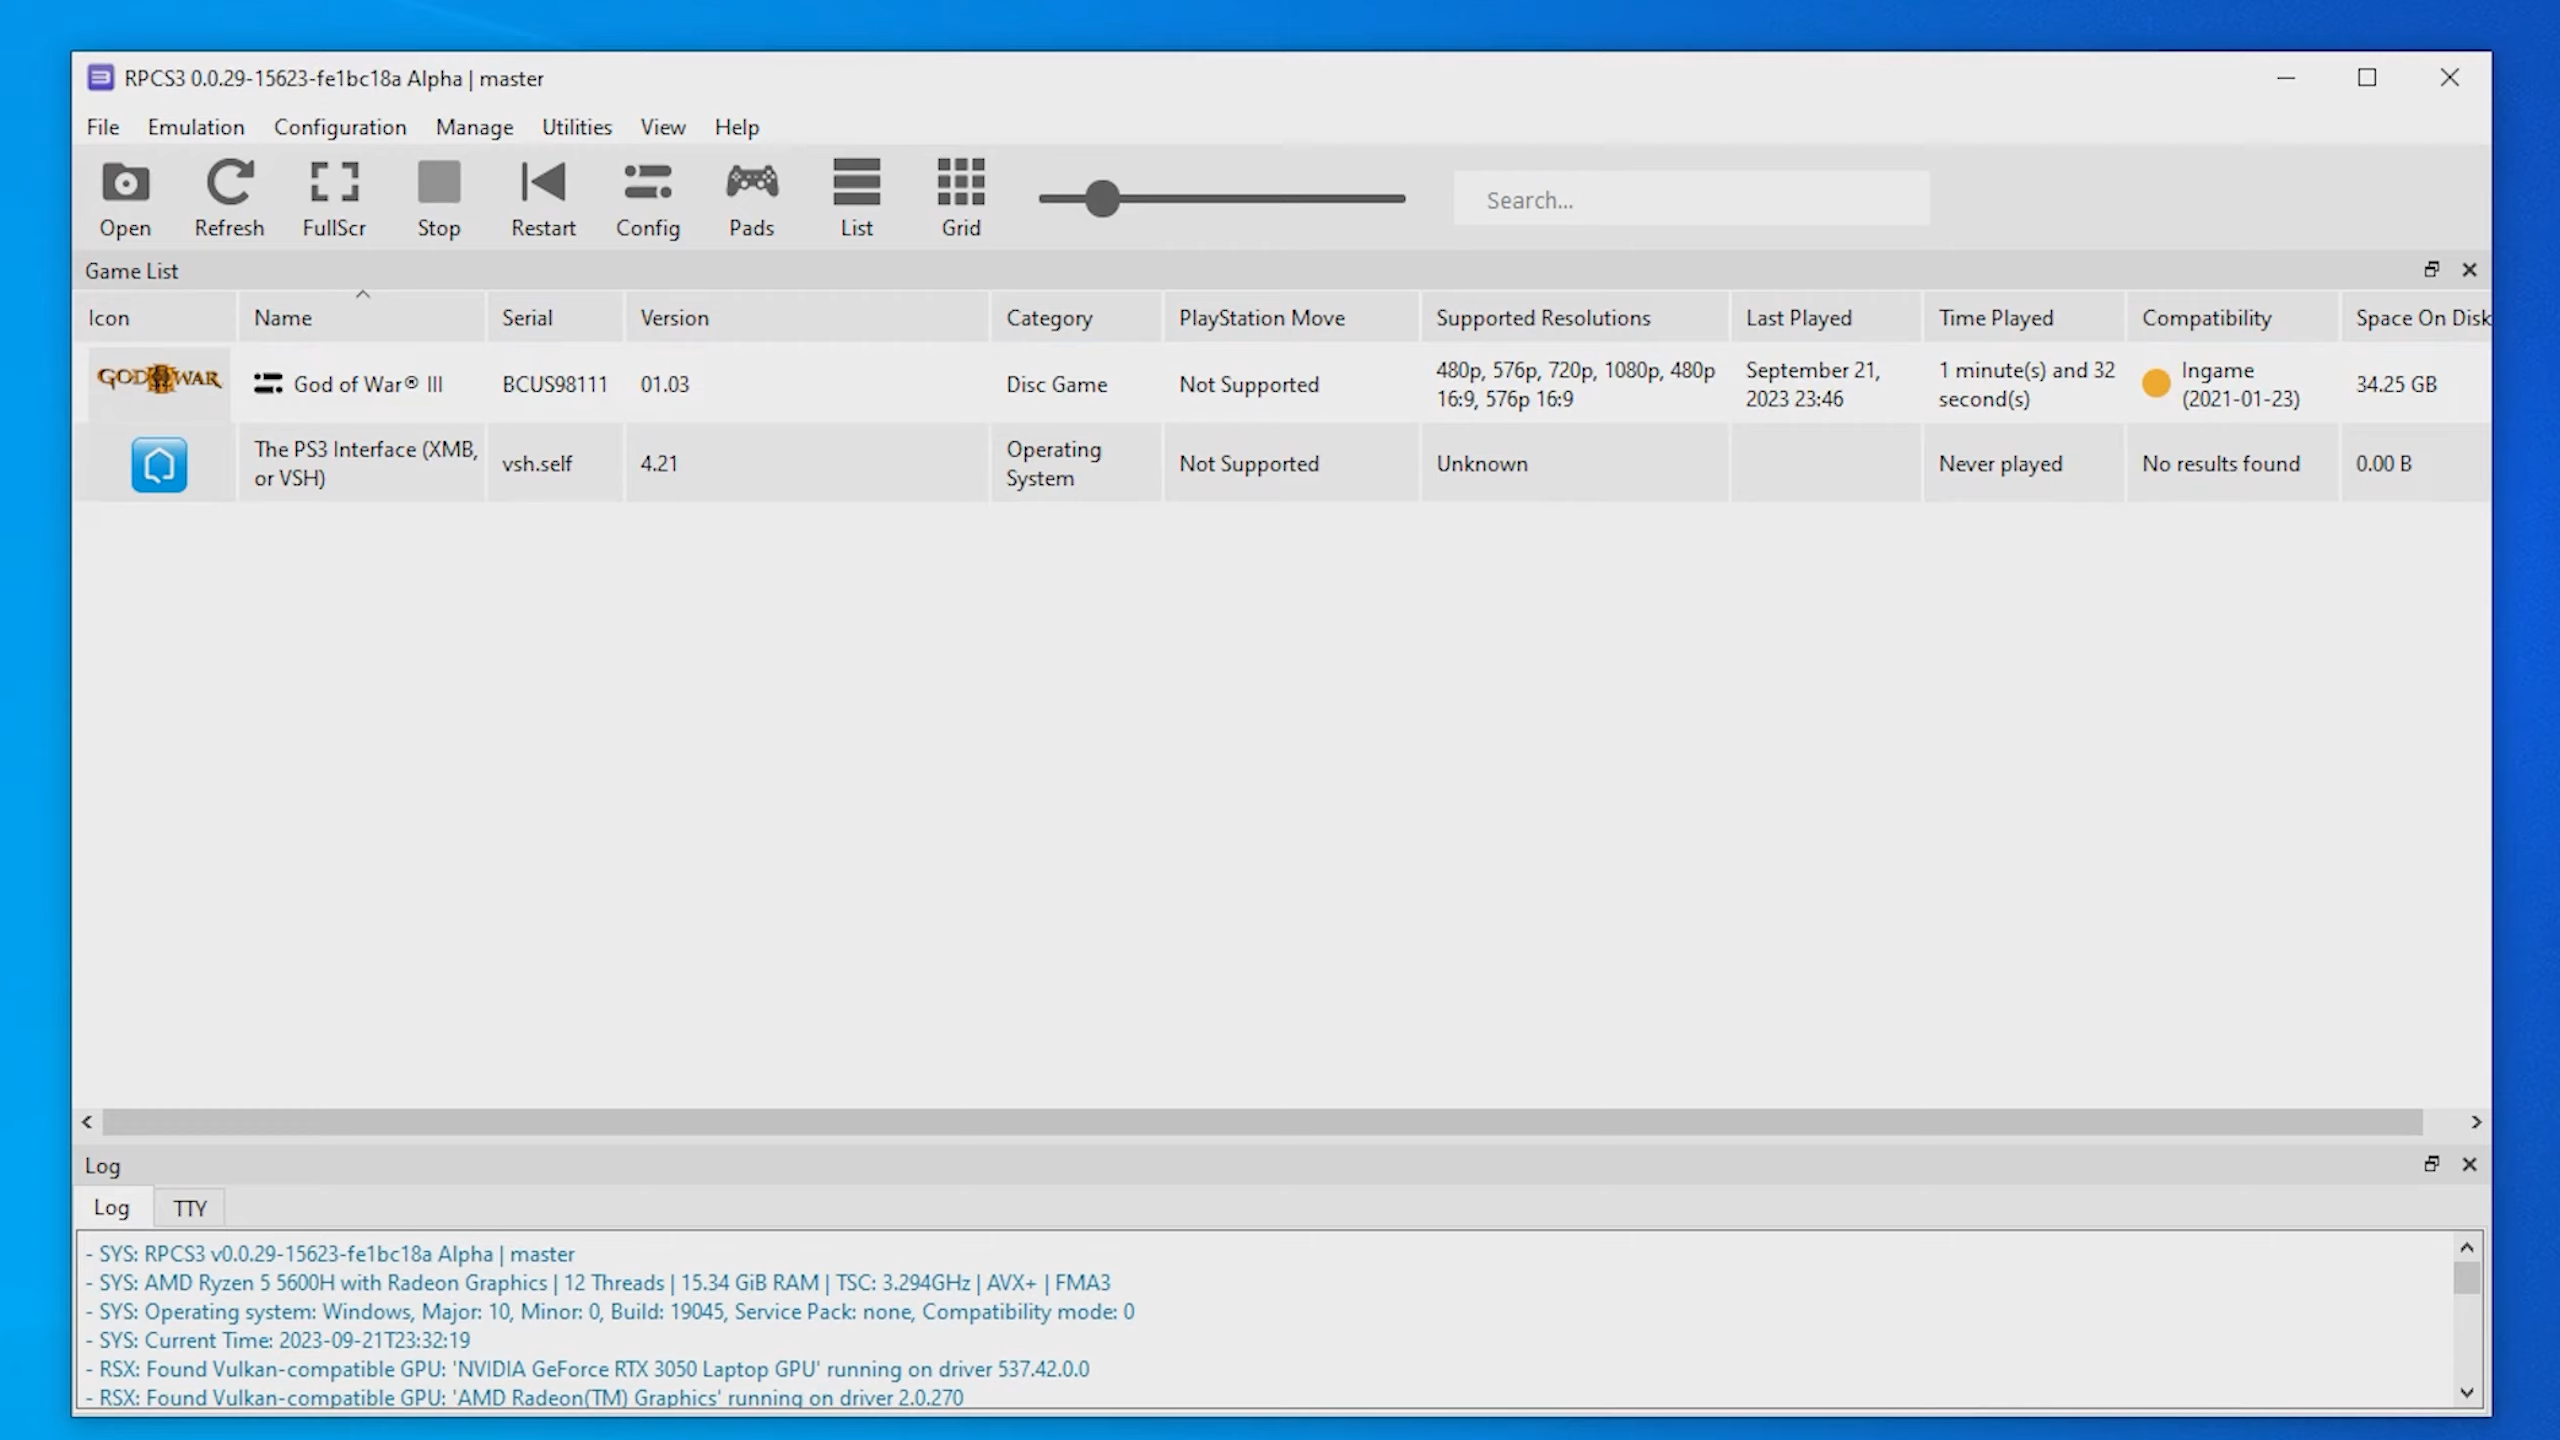 RPCS3 0.0.29-15623-fe1bc18a Alpha | master
File Emulation Configuration Manage Utilities View Help
Open Refresh FullScr Stop Restart Config Pads List Grid Search...
Game List
Icon Name Serial Version Category PlayStation Move Supported Resolutions Last Played Time Played Compatibility Space On Disk
GOD OF WAR God of War® III BCUS98111 01.03 Disc Game Not Supported 480p, 576p, 720p, 1080p, 480p 16:9, 576p 16:9 September 21, 2023 23:46 1 minute(s) and 32 second(s) Ingame (2021-01-23) 34.25 GB
The PS3 Interface (XMB, or VSH) vsh.self 4.21 Operating System Not Supported Unknown Never played No results found 0.00 B
Log
Log TTY
- SYS: RPCS3 v0.0.29-15623-fe1bc18a Alpha | master
- SYS: AMD Ryzen 5 5600H with Radeon Graphics | 12 Threads | 15.34 GiB RAM | TSC: 3.294GHz | AVX+ | FMA3
- SYS: Operating system: Windows, Major: 10, Minor: 0, Build: 19045, Service Pack: none, Compatibility mode: 0
- SYS: Current Time: 2023-09-21T23:32:19
- RSX: Found Vulkan-compatible GPU: 'NVIDIA GeForce RTX 3050 Laptop GPU' running on driver 537.42.0.0
- RSX: Found Vulkan-compatible GPU: 'AMD Radeon(TM) Graphics' running on driver 2.0.270